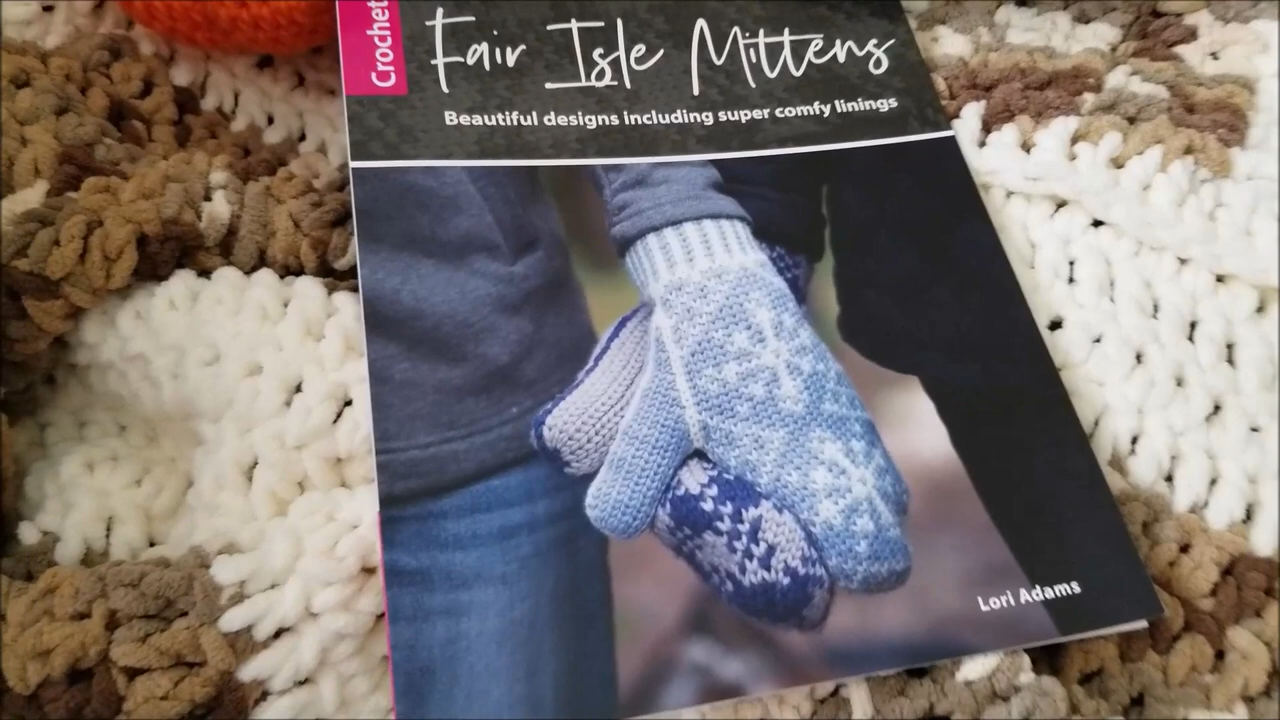 Crochet
Fair Isle Mittens
Beautiful designs including super comfy linings
Lori Adams